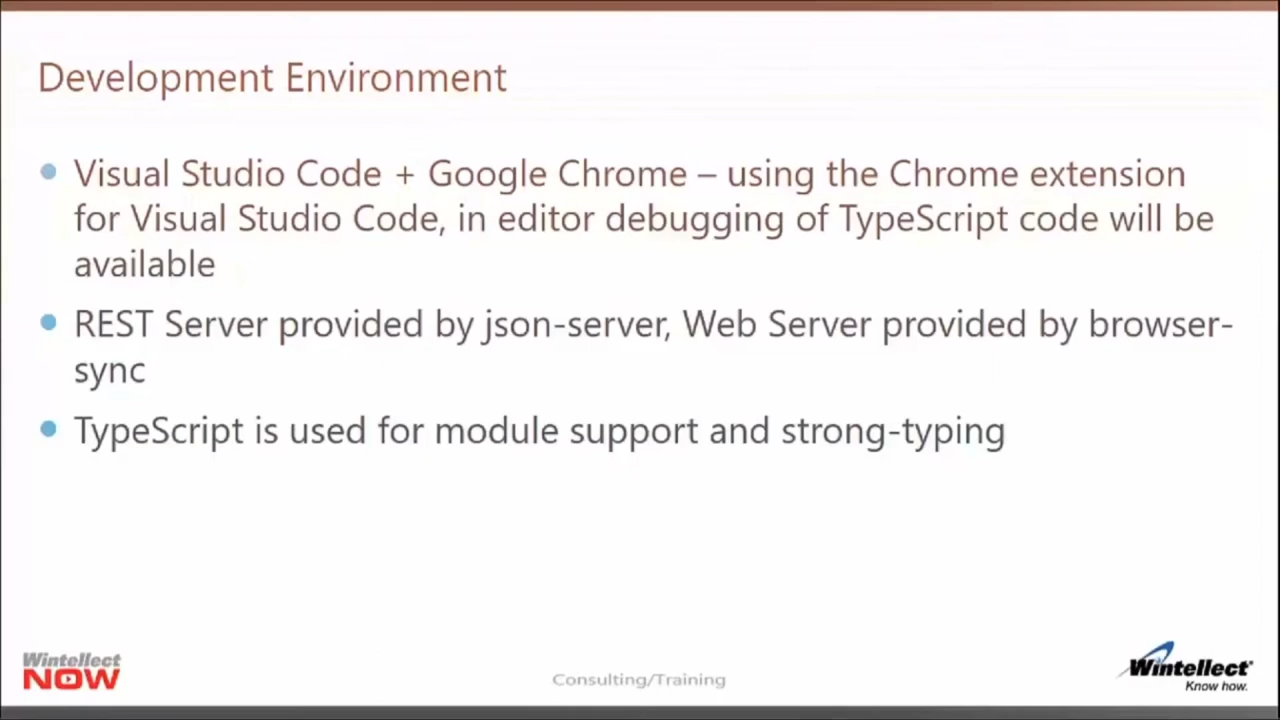 Development Environment
Visual Studio Code + Google Chrome – using the Chrome extension
for Visual Studio Code, in editor debugging of TypeScript code will be
available
REST Server provided by json-server, Web Server provided by browser-
sync
TypeScript is used for module support and strong-typing
Wintellect
NOW
Consulting/Training
Wintellect
Know how.